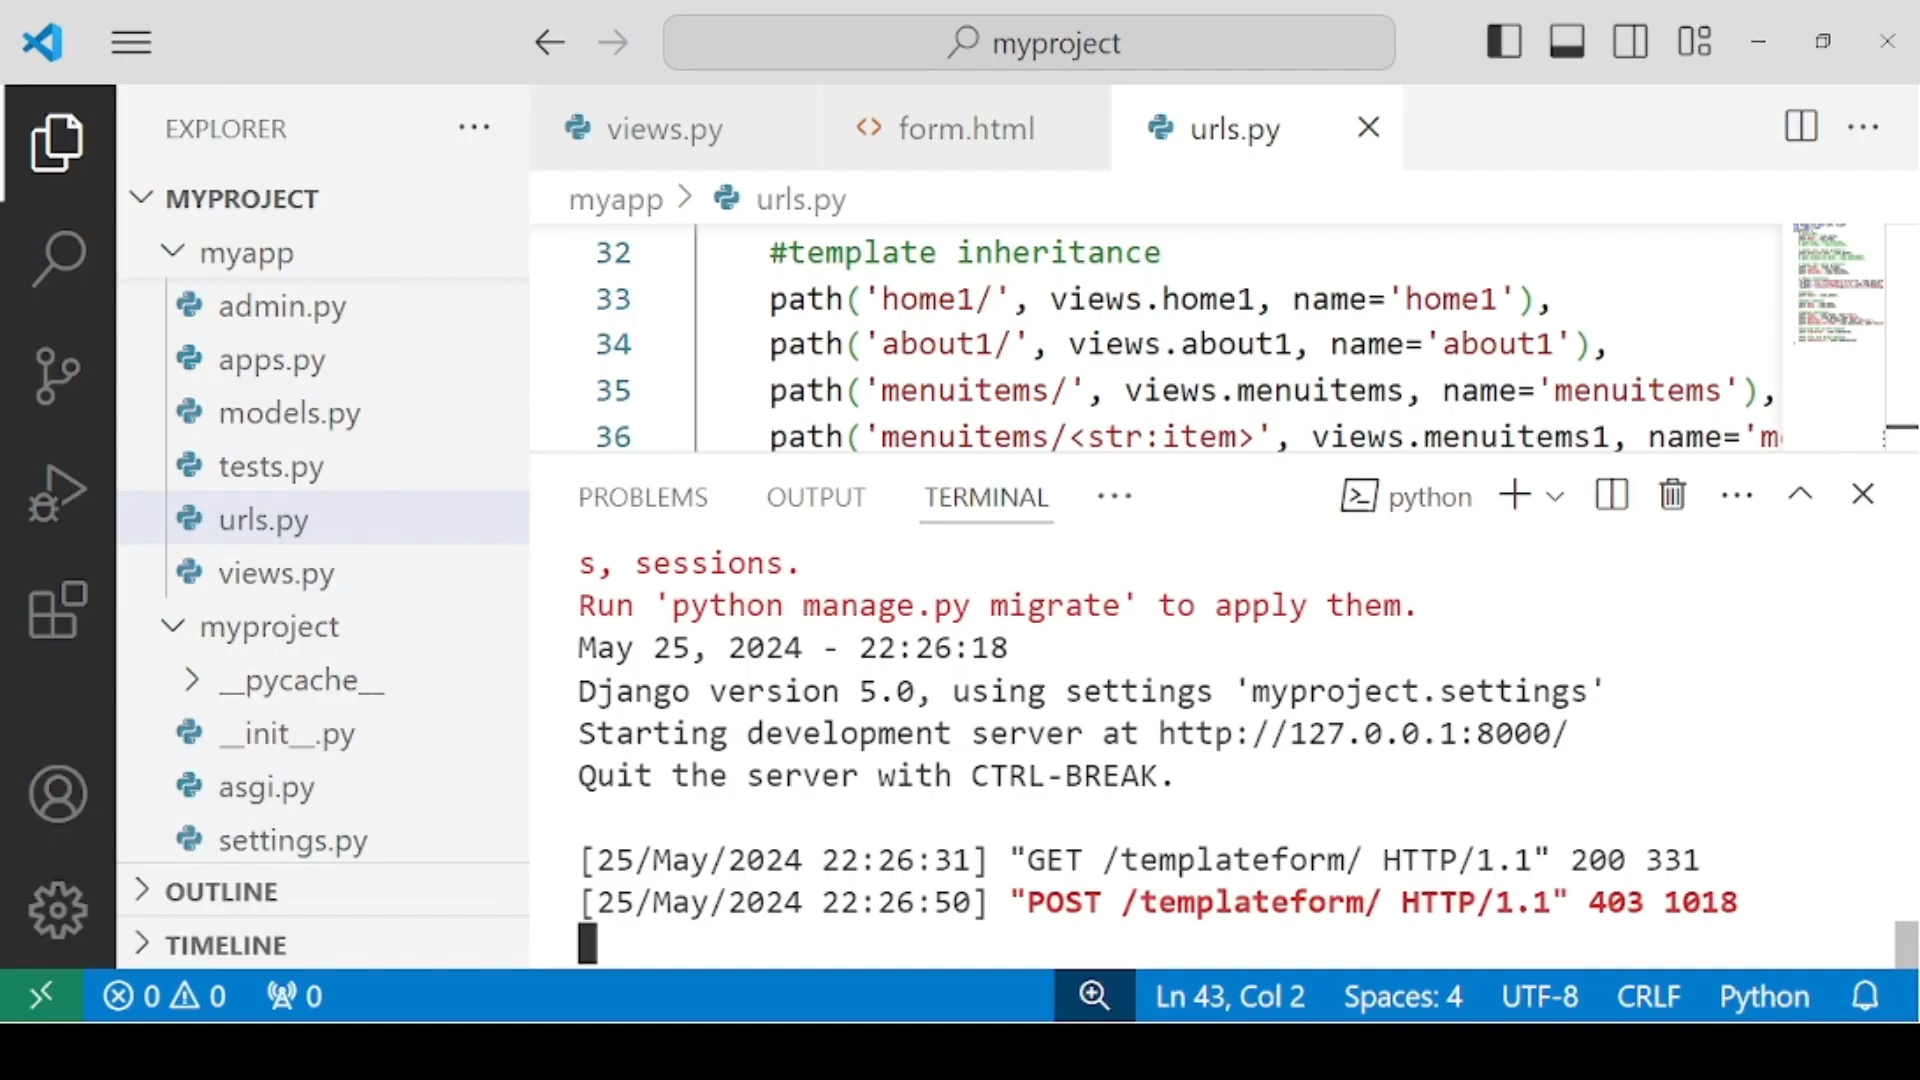 myproject
EXPLORER
MYPROJECT
myapp
admin.py
apps.py
models.py
tests.py
urls.py
views.py
myproject
__pycache__
__init__.py
asgi.py
settings.py
OUTLINE
TIMELINE
views.py
form.html
urls.py
myapp > urls.py
32 #template inheritance
33 path('home1/', views.home1, name='home1'),
34 path('about1/', views.about1, name='about1'),
35 path('menuitems/', views.menuitems, name='menuitems'),
36 path('menuitems/<str:item>', views.menuitems1, name='m
PROBLEMS OUTPUT TERMINAL python
s, sessions.
Run 'python manage.py migrate' to apply them.
May 25, 2024 - 22:26:18
Django version 5.0, using settings 'myproject.settings'
Starting development server at http://127.0.0.1:8000/
Quit the server with CTRL-BREAK.
[25/May/2024 22:26:31] "GET /templateform/ HTTP/1.1" 200 331
[25/May/2024 22:26:50] "POST /templateform/ HTTP/1.1" 403 1018
0 0 0 Ln 43, Col 2 Spaces: 4 UTF-8 CRLF Python